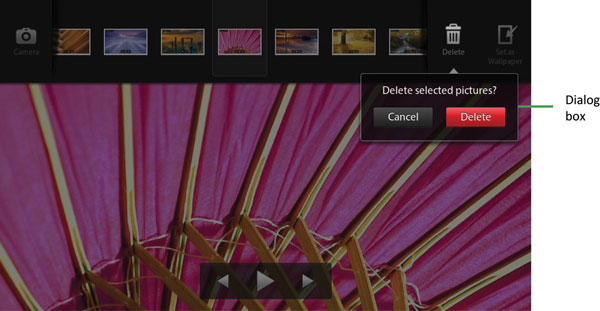 Camera
Delete
Set as
Wallpaper
Delete selected pictures?
Cancel
Delete
Dialog
box